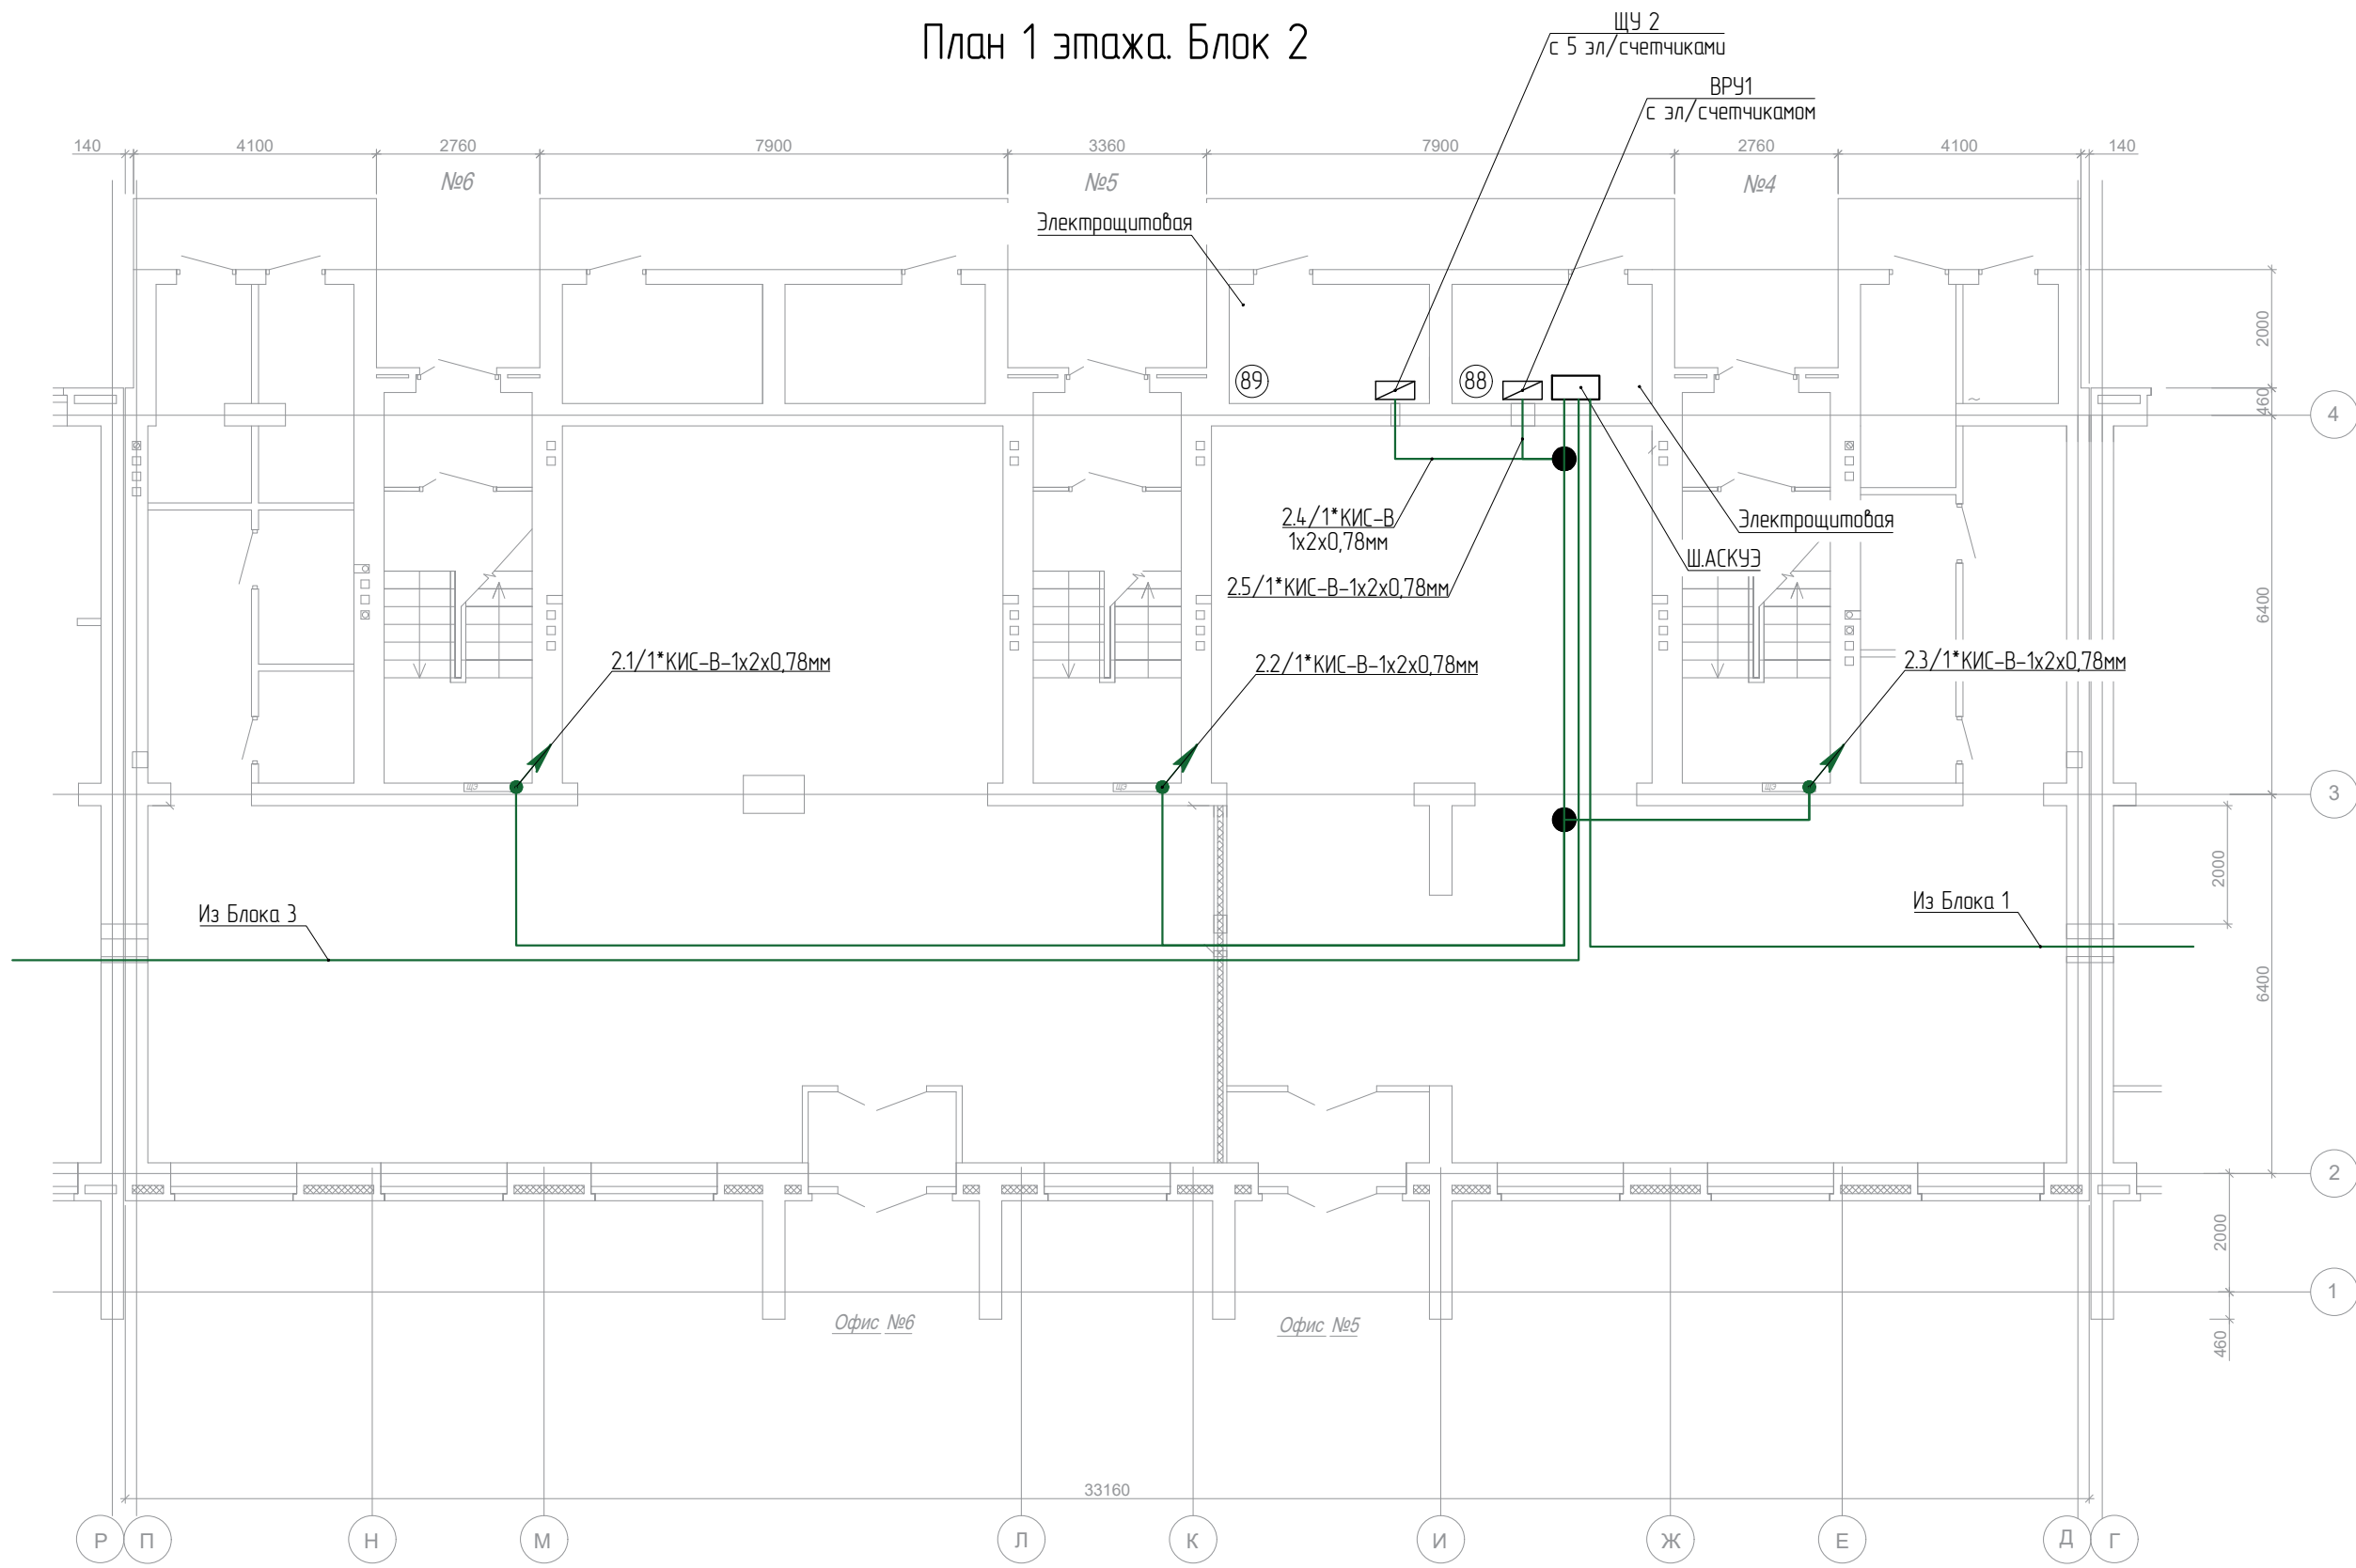 План 1 этажа. Блок 2
ЩУ 2
с 5 эл/счетчиками
ВРУ1
с эл/счетчикамом
140
4100
2760
7900
3360
7900
2760
4100
140
№6
№5
№4
Электрощитовая
2000
89
88
460
4
2.4/1*КИС-В
1х2х0,78мм
Электрощитовая
Ш.АСКУЭ
2.5/1*КИС-В-1х2х0,78мм
6400
2.1/1*КИС-В-1х2х0,78мм
2.2/1*КИС-В-1х2х0,78мм
2.3/1*КИС-В-1х2х0,78мм
ЩЭ
ЩЭ
ЩЭ
3
2000
Из Блока 3
Из Блока 1
6400
2
2000
1
Офис №6
Офис №5
460
33160
Р
П
Н
М
Л
К
И
Ж
Е
Д
Г